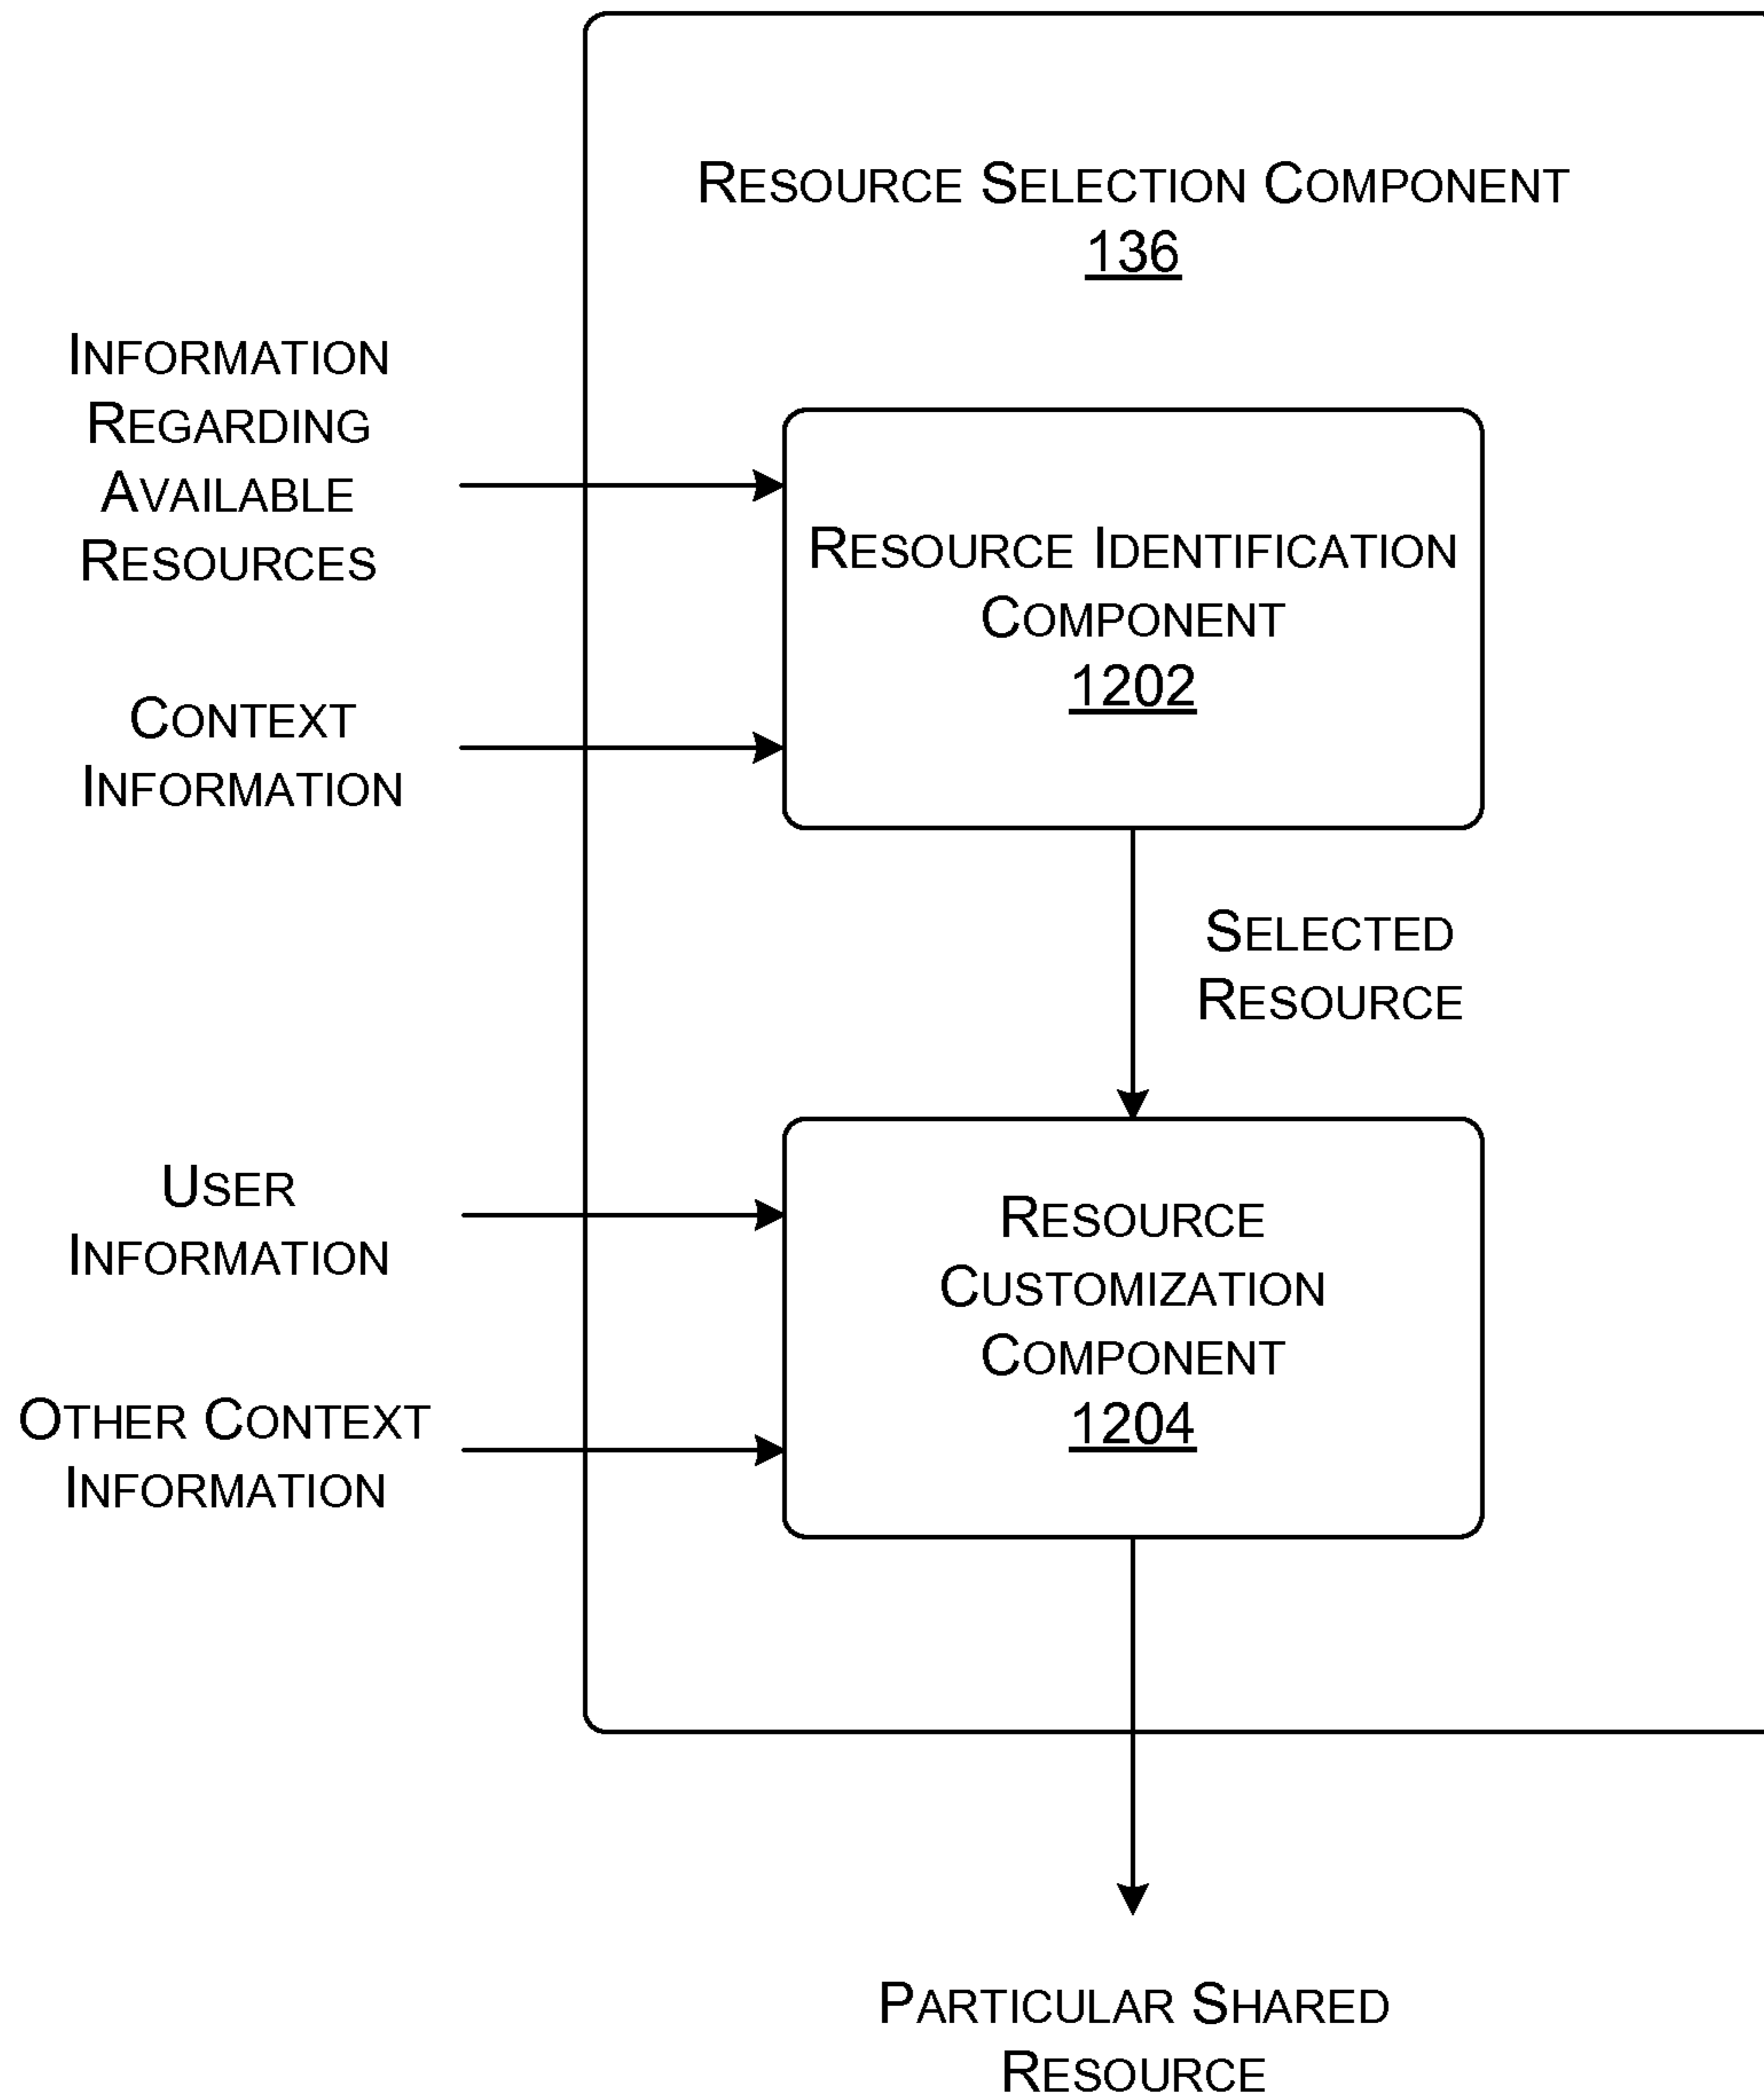 RESOURCE SELECTION COMPONENT
136
INFORMATION
REGARDING
AVAILABLE
RESOURCES
RESOURCE IDENTIFICATION
COMPONENT
1202
CONTEXT
INFORMATION
SELECTED
RESOURCE
USER
INFORMATION
RESOURCE
CUSTOMIZATION
COMPONENT
1204
OTHER CONTEXT
INFORMATION
PARTICULAR SHARED
RESOURCE